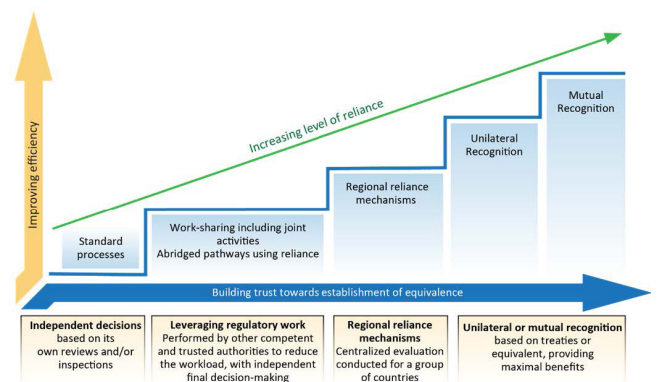 Improving efficiency
Increasing level of reliance
Mutual
Recognition
Unilateral
Recognition
Regional reliance
mechanisms
Work-sharing including joint
activities
Abridged pathways using reliance
Standard
processes
Building trust towards establishment of equivalence
Independent decisions
based on its
own reviews and/or
inspections
Leveraging regulatory work
Performed by other competent
and trusted authorities to reduce
the workload, with independent
final decision-making
Regional reliance
mechanisms
Centralized evaluation
conducted for a group
of countries
Unilateral or mutual recognition
based on treaties or
equivalent, providing
maximal benefits